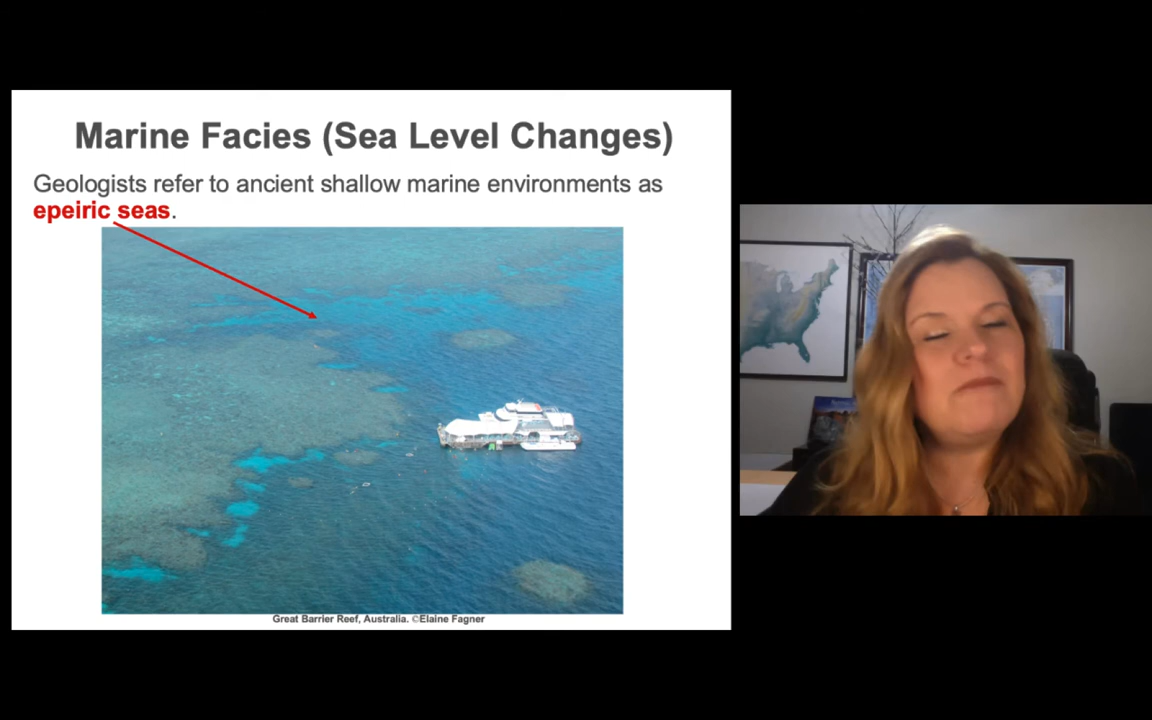 Marine Facies (Sea Level Changes)
Geologists refer to ancient shallow marine environments as
epeiric seas.
Great Barrier Reef, Australia. ©Elaine Fagner